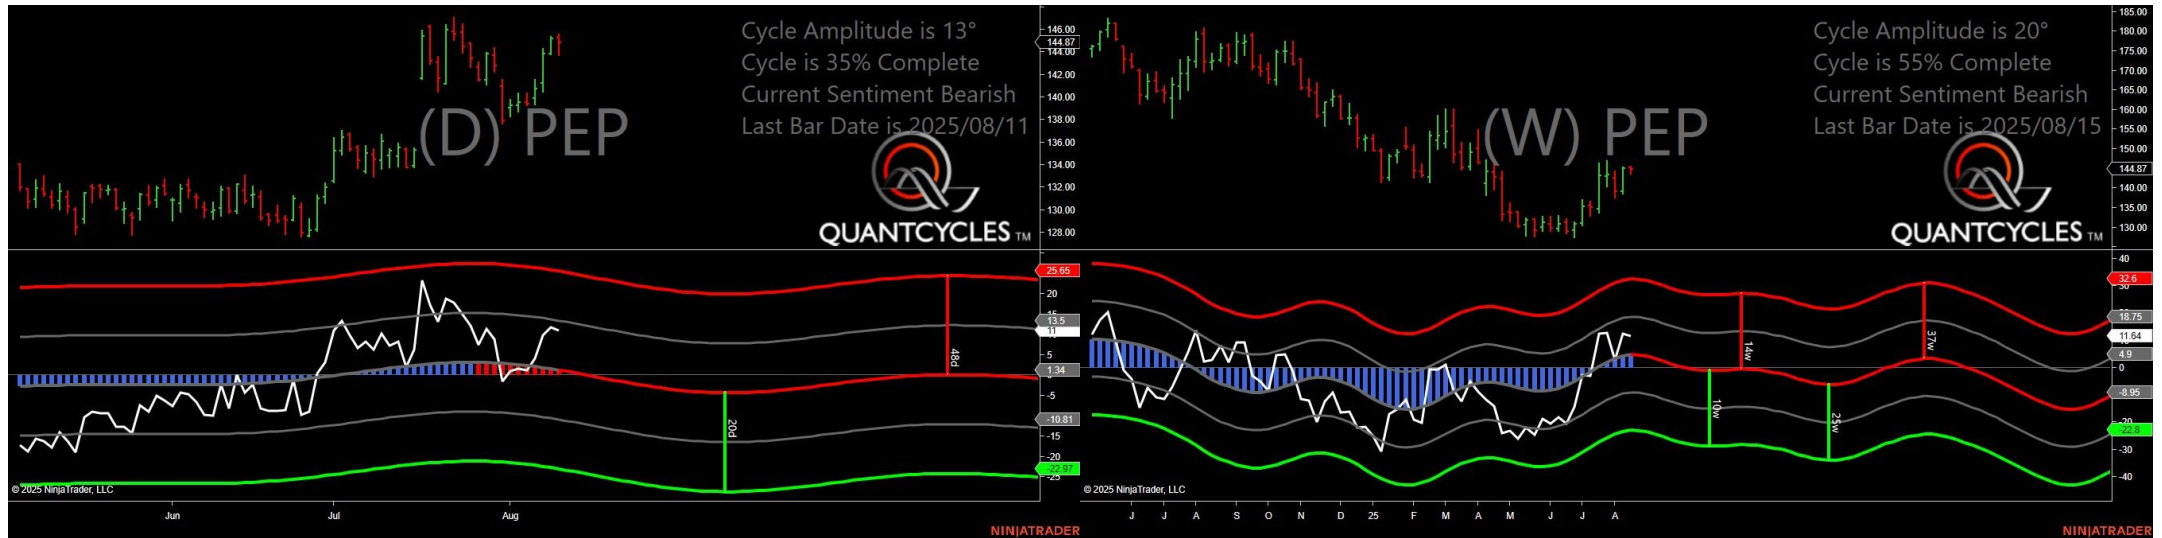 Cycle Amplitude is 13°
Cycle is 35% Complete
Current Sentiment Bearish
Last Bar Date is 2025/08/11
(D) PEP
QUANTCYCLES TM
146.00
144.87
144.00
142.00
140.00
138.00
136.00
134.00
132.00
130.00
128.00
25.65
20
15
13.5
11
5
1.34
-5
-10.81
-15
-20
-22.97
-25
48d
20d
© 2025 NinjaTrader, LLC
Jun
Jul
Aug
NINJATRADER
Cycle Amplitude is 20°
Cycle is 55% Complete
Current Sentiment Bearish
Last Bar Date is 2025/08/15
(W) PEP
QUANTCYCLES TM
185.00
180.00
175.00
170.00
165.00
160.00
155.00
150.00
144.87
140.00
135.00
130.00
40
32.6
30
18.75
11.64
4.9
0
-8.95
-22.8
-30
-40
14w
37w
10w
25w
© 2025 NinjaTrader, LLC
J J A S O N D 25 F M A M J J A
NINJATRADER